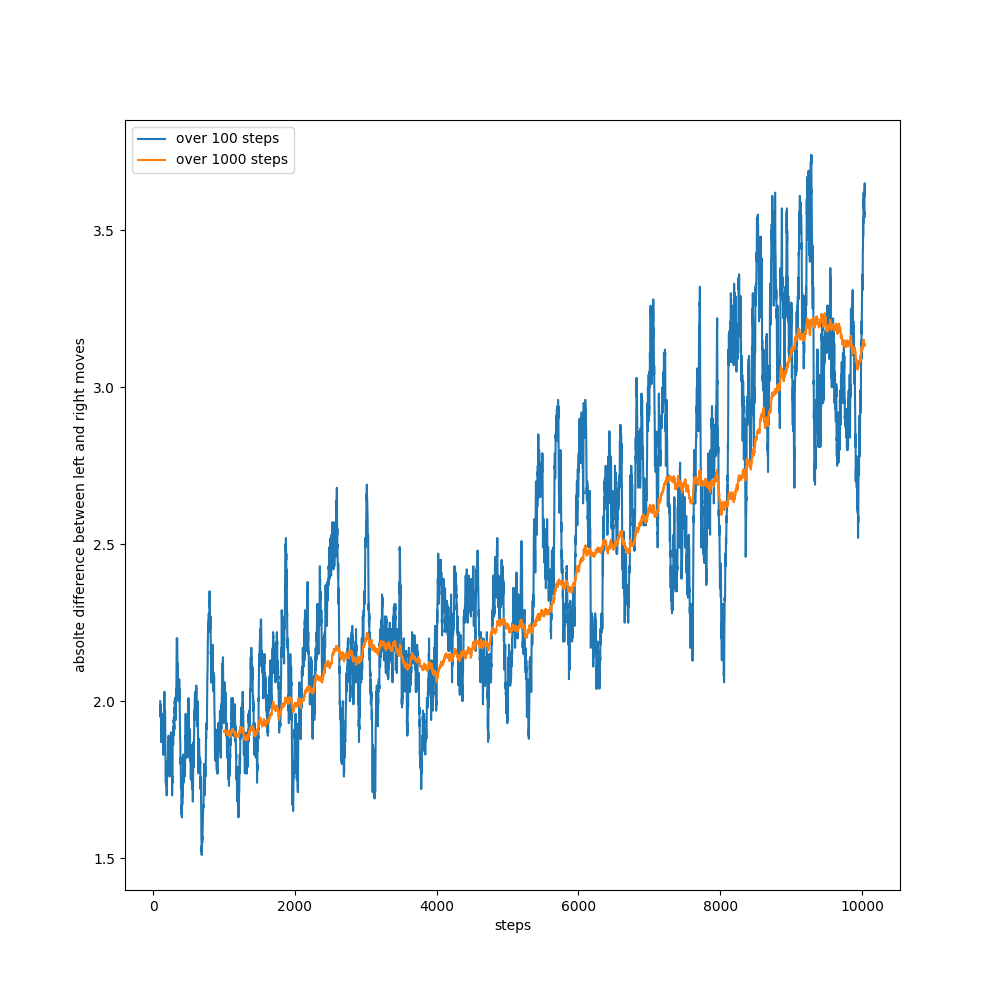 over 100 steps
over 1000 steps
absolte difference between left and right moves
3.5
3.0
2.5
2.0
1.5
0 2000 4000 6000 8000 10000
steps